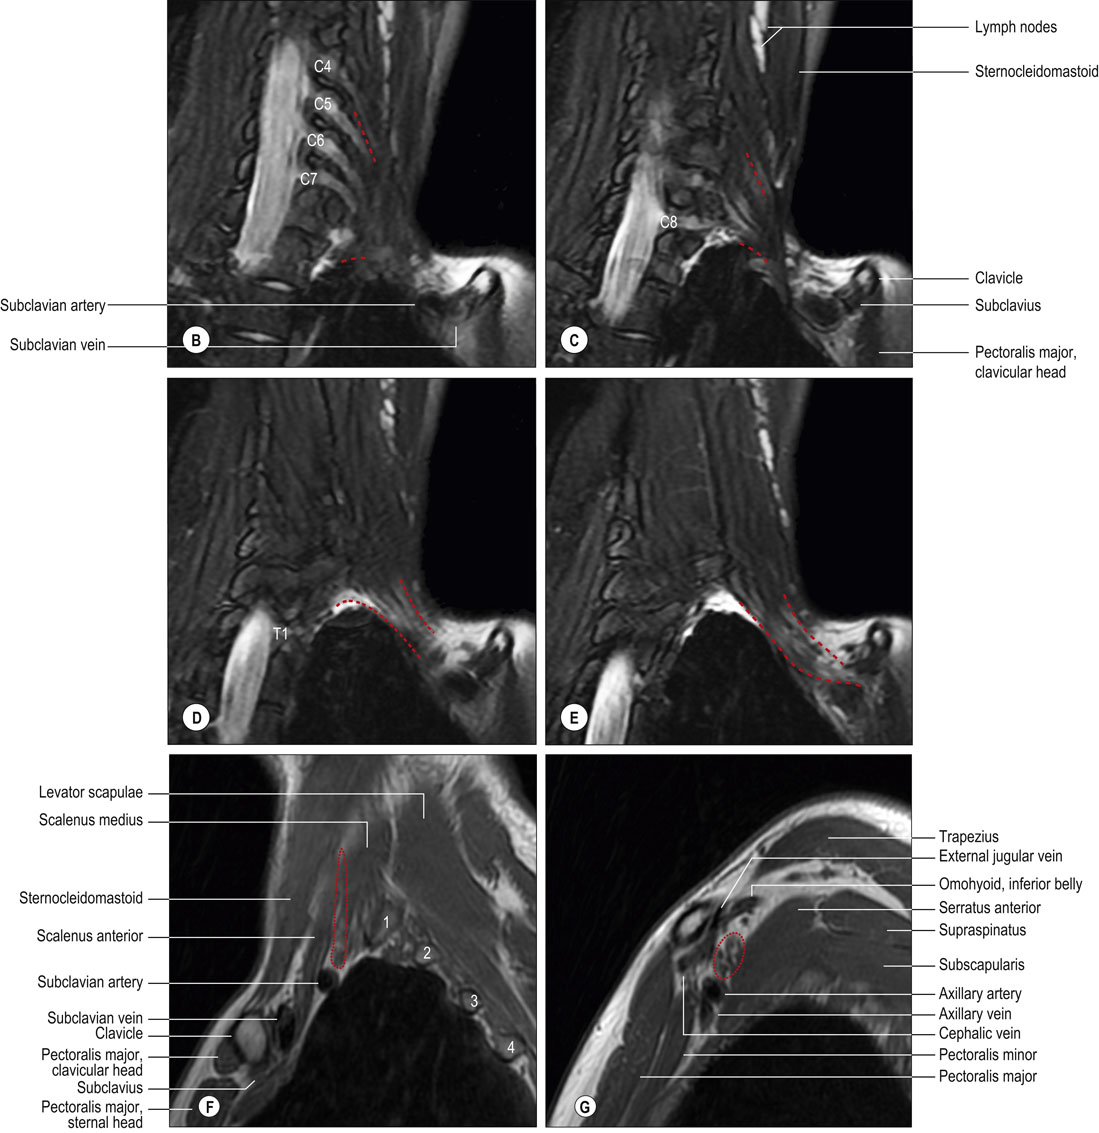 C4
C5
C6
C7
Subclavian artery
Subclavian vein
B
Lymph nodes
Sternocleidomastoid
C8
Clavicle
Subclavius
Pectoralis major,
clavicular head
C
T1
D
E
Levator scapulae
Scalenus medius
Sternocleidomastoid
Scalenus anterior
Subclavian artery
Subclavian vein
Clavicle
Pectoralis major,
clavicular head
Subclavius
Pectoralis major,
sternal head
1
2
3
4
F
Trapezius
External jugular vein
Omohyoid, inferior belly
Serratus anterior
Supraspinatus
Subscapularis
Axillary artery
Axillary vein
Cephalic vein
Pectoralis minor
Pectoralis major
G